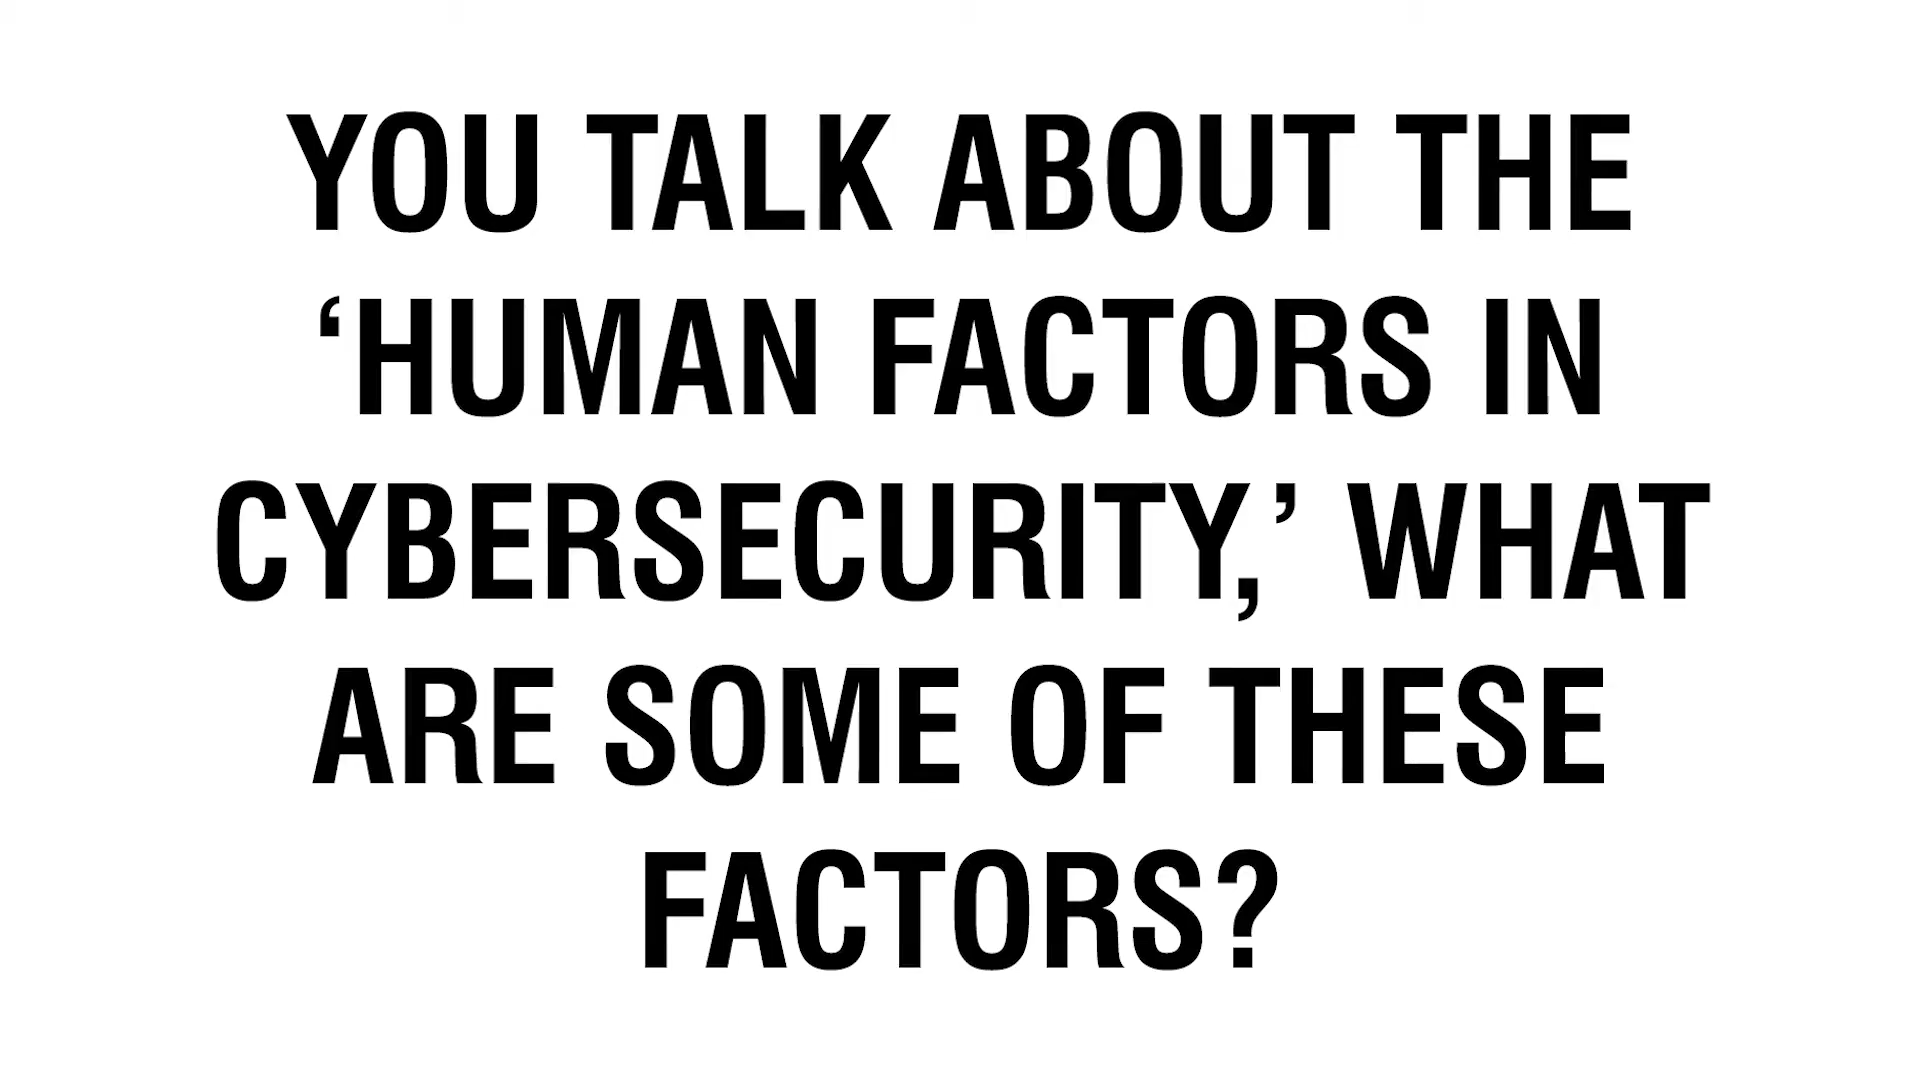 YOU TALK ABOUT THE
‘HUMAN FACTORS IN
CYBERSECURITY,’ WHAT
ARE SOME OF THESE
FACTORS?